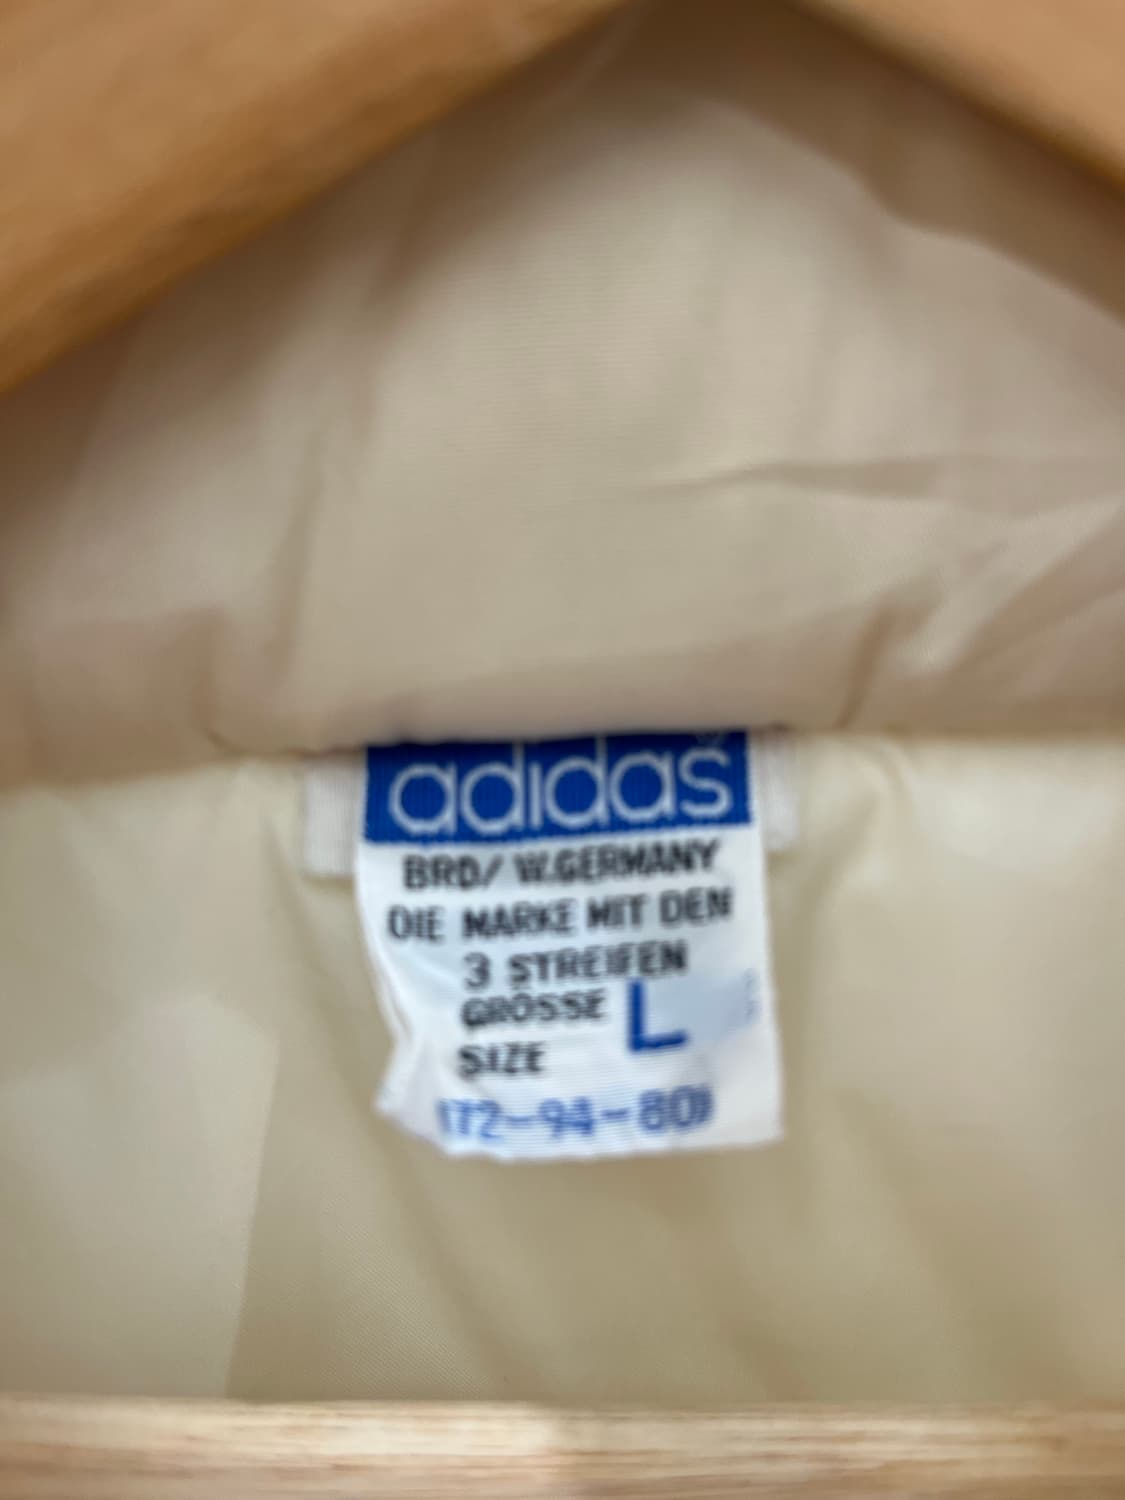 adidas®
BRD/ W.GERMANY
DIE MARKE MIT DEN
3 STREIFEN
GRÖSSE L
SIZE
172-94-80)